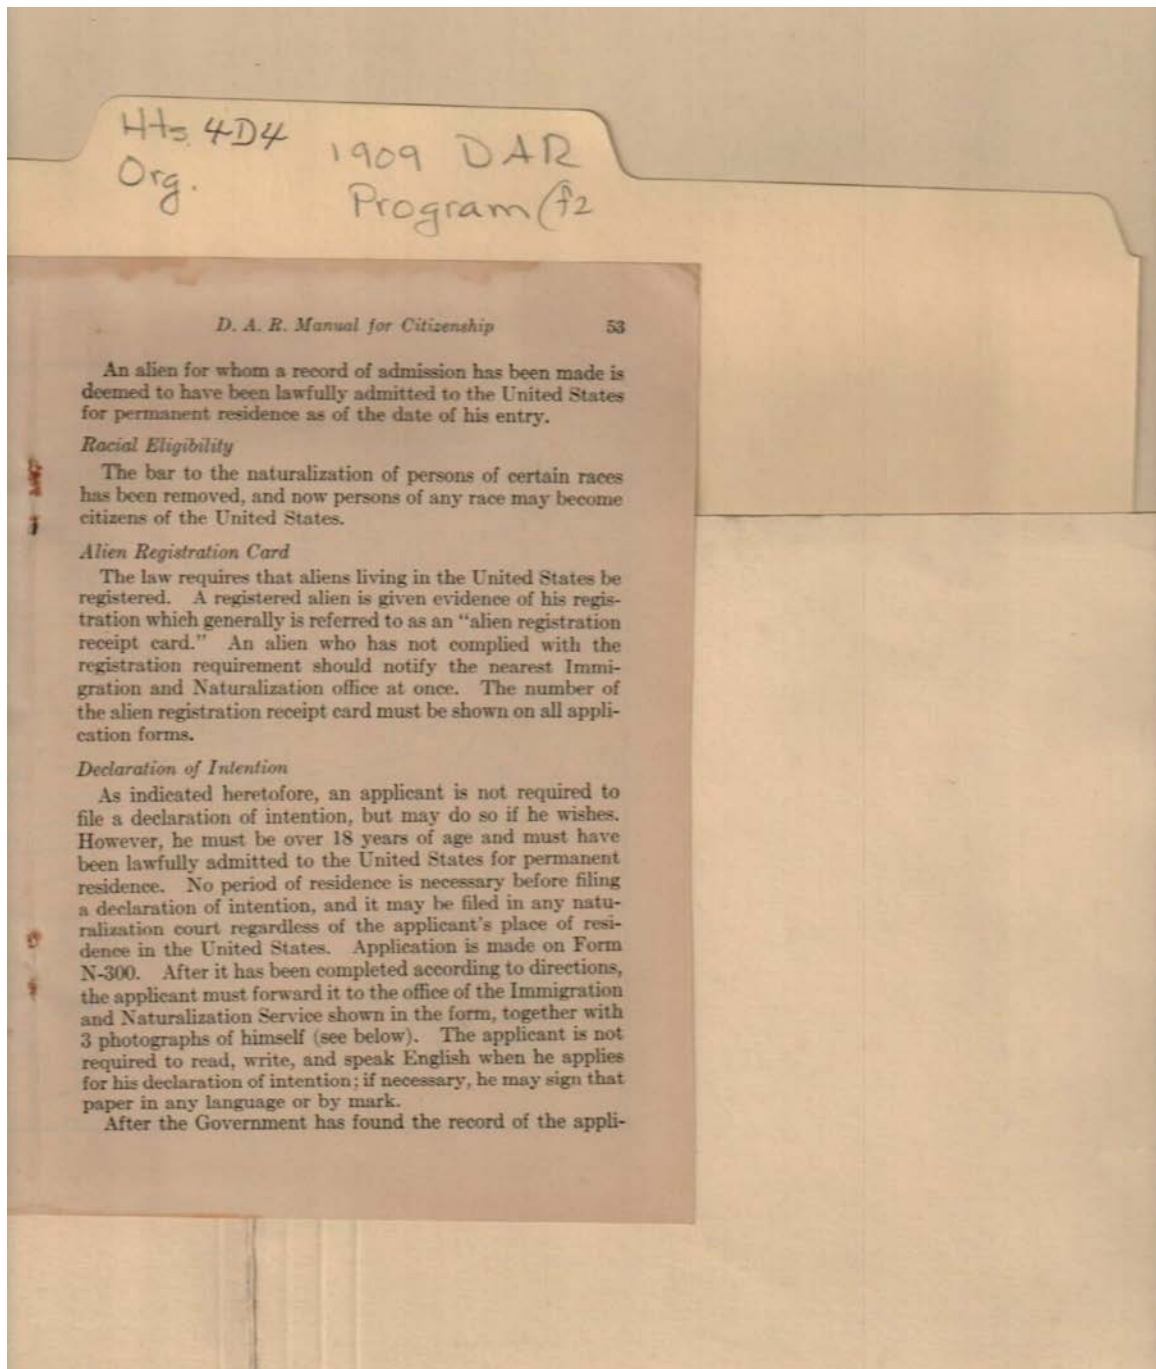 Hts. 4D4
Org.
1909 DAR
Program (f2
D. A. R. Manual for Citizenship 53
An alien for whom a record of admission has been made is
deemed to have been lawfully admitted to the United States
for permanent residence as of the date of his entry.
Racial Eligibility
The bar to the naturalization of persons of certain races
has been removed, and now persons of any race may become
citizens of the United States.
Alien Registration Card
The law requires that aliens living in the United States be
registered. A registered alien is given evidence of his regis-
tration which generally is referred to as an "alien registration
receipt card." An alien who has not complied with the
registration requirement should notify the nearest Immi-
gration and Naturalization office at once. The number of
the alien registration receipt card must be shown on all appli-
cation forms.
Declaration of Intention
As indicated heretofore, an applicant is not required to
file a declaration of intention, but may do so if he wishes.
However, he must be over 18 years of age and must have
been lawfully admitted to the United States for permanent
residence. No period of residence is necessary before filing
a declaration of intention, and it may be filed in any natu-
ralization court regardless of the applicant's place of resi-
dence in the United States. Application is made on Form
N-300. After it has been completed according to directions,
the applicant must forward it to the office of the Immigration
and Naturalization Service shown in the form, together with
3 photographs of himself (see below). The applicant is not
required to read, write, and speak English when he applies
for his declaration of intention; if necessary, he may sign that
paper in any language or by mark.
After the Government has found the record of the appli-